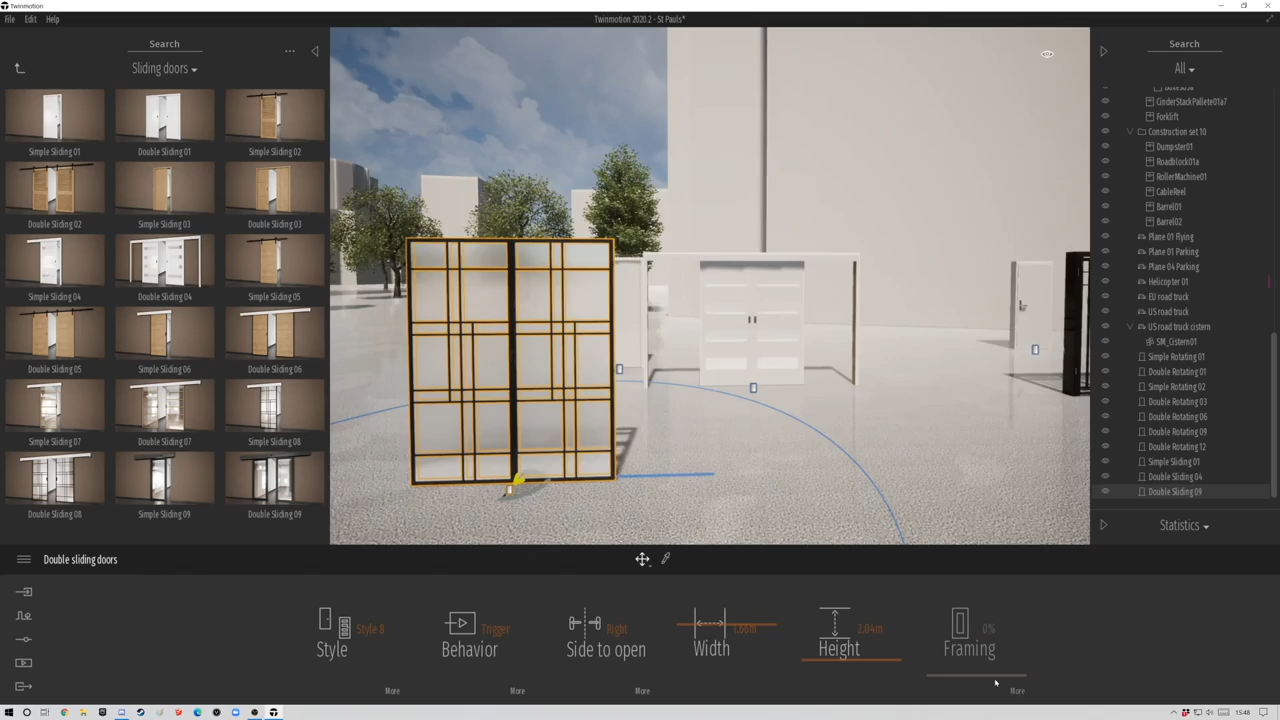 Twinmotion
File Edit Help
Twinmotion 2020.2 - St Pauls*
Search
Sliding doors
Simple Sliding 01
Double Sliding 01
Simple Sliding 02
Double Sliding 02
Simple Sliding 03
Double Sliding 03
Simple Sliding 04
Double Sliding 04
Simple Sliding 05
Double Sliding 05
Simple Sliding 06
Double Sliding 06
Simple Sliding 07
Double Sliding 07
Simple Sliding 08
Double Sliding 08
Simple Sliding 09
Double Sliding 09
Search
All
CinderStackPallete01a7
Forklift
Construction set 10
Dumpster01
Roadblock01a
RollerMachine01
CableReel
Barrel01
Barrel02
Plane 01 Flying
Plane 01 Parking
Plane 04 Parking
Helicopter 01
EU road truck
US road truck
US road truck cistern
SM_Cistern01
Simple Rotating 01
Double Rotating 01
Simple Rotating 02
Double Rotating 03
Double Rotating 06
Double Rotating 09
Double Rotating 12
Simple Sliding 01
Double Sliding 04
Double Sliding 09
Statistics
Double sliding doors
Style 8
Style
More
Trigger
Behavior
More
Right
Side to open
More
1.66m
Width
2.04m
Height
0%
Framing
More
15:48